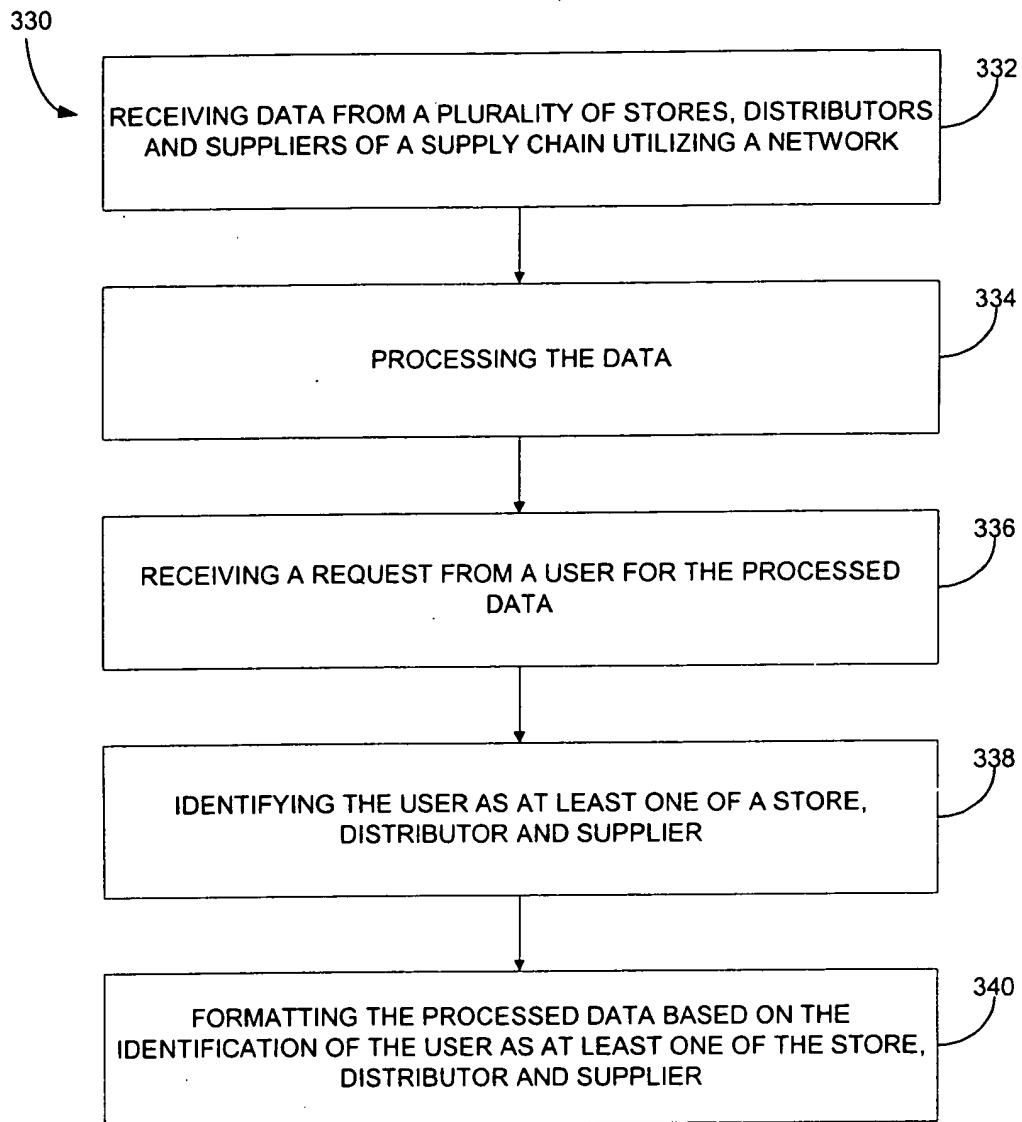 330
332
RECEIVING DATA FROM A PLURALITY OF STORES, DISTRIBUTORS
AND SUPPLIERS OF A SUPPLY CHAIN UTILIZING A NETWORK
334
PROCESSING THE DATA
336
RECEIVING A REQUEST FROM A USER FOR THE PROCESSED
DATA
338
IDENTIFYING THE USER AS AT LEAST ONE OF A STORE,
DISTRIBUTOR AND SUPPLIER
340
FORMATTING THE PROCESSED DATA BASED ON THE
IDENTIFICATION OF THE USER AS AT LEAST ONE OF THE STORE,
DISTRIBUTOR AND SUPPLIER